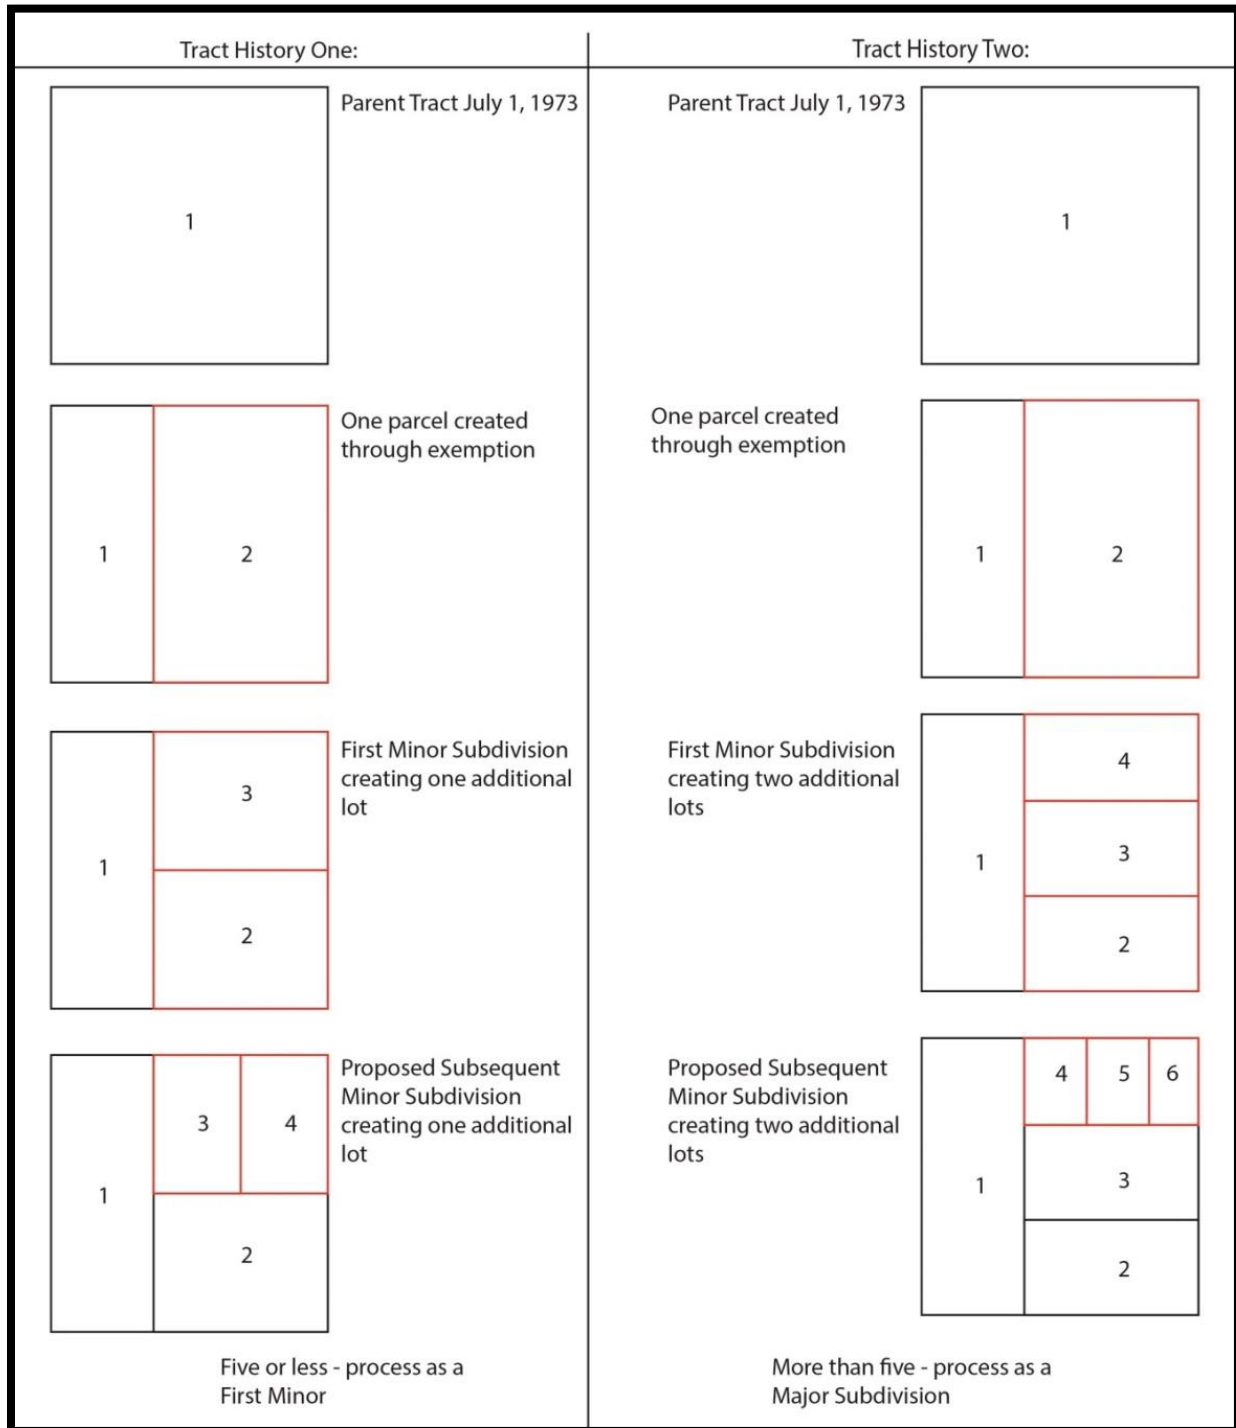 Tract History One:
Parent Tract July 1, 1973
1
One parcel created
through exemption
1
2
First Minor Subdivision
creating one additional
lot
3
1
2
Proposed Subsequent
Minor Subdivision
creating one additional
lot
3
4
1
2
Five or less - process as a
First Minor
Tract History Two:
Parent Tract July 1, 1973
1
One parcel created
through exemption
1
2
First Minor Subdivision
creating two additional
lots
4
3
1
2
Proposed Subsequent
Minor Subdivision
creating two additional
lots
4
5
6
3
1
2
More than five - process as a
Major Subdivision